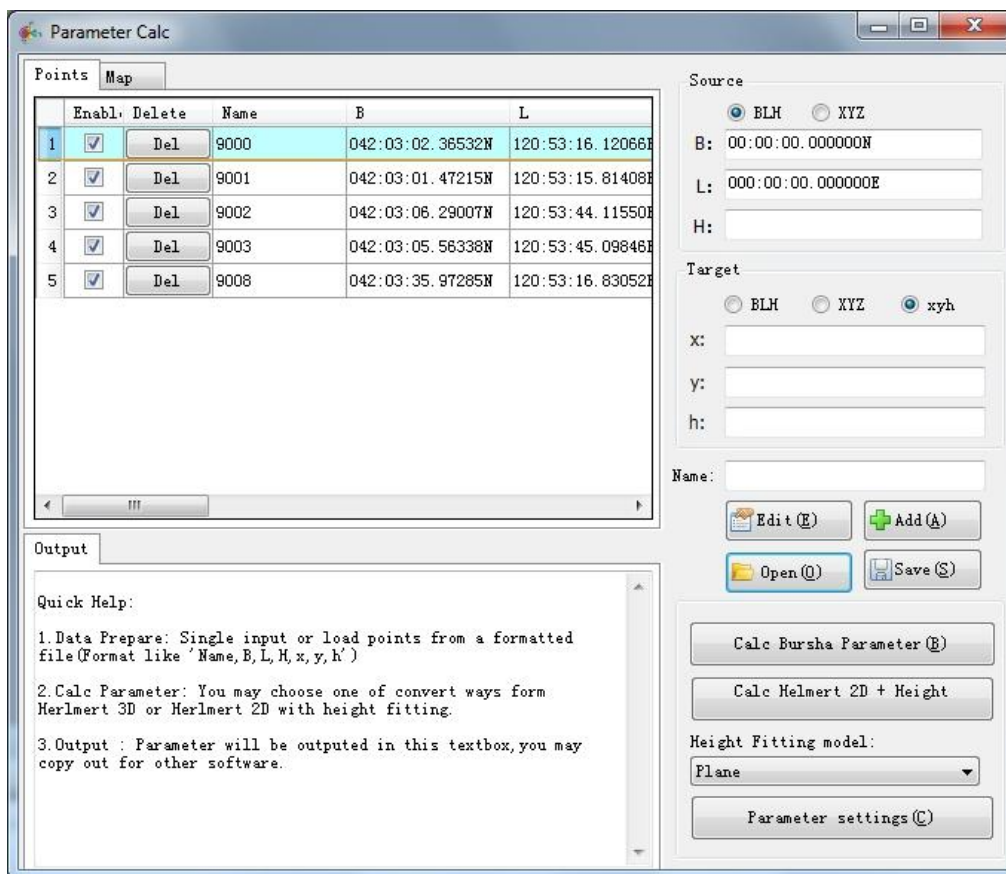 Parameter Calc
Points Map
Enabl Delete Name B L
1 Del 9000 042:03:02.36532N 120:53:16.12066E
2 Del 9001 042:03:01.47215N 120:53:15.81408E
3 Del 9002 042:03:06.29007N 120:53:44.11550E
4 Del 9003 042:03:05.56338N 120:53:45.09846E
5 Del 9008 042:03:35.97285N 120:53:16.83052E
Output
Quick Help:
1.Data Prepare: Single input or load points from a formatted
file(Format like 'Name,B,L,H,x,y,h')
2.Calc Parameter: You may choose one of convert ways form
Herlmert 3D or Herlmert 2D with height fitting.
3.Output : Parameter will be outputed in this textbox,you may
copy out for other software.
Source
BLH XYZ
B: 00:00:00.000000N
L: 000:00:00.000000E
H:
Target
BLH XYZ xyh
x:
y:
h:
Name:
Edit(E) Add(A)
Open(O) Save(S)
Calc Bursha Parameter(B)
Calc Helmert 2D + Height
Height Fitting model:
Plane
Parameter settings(C)